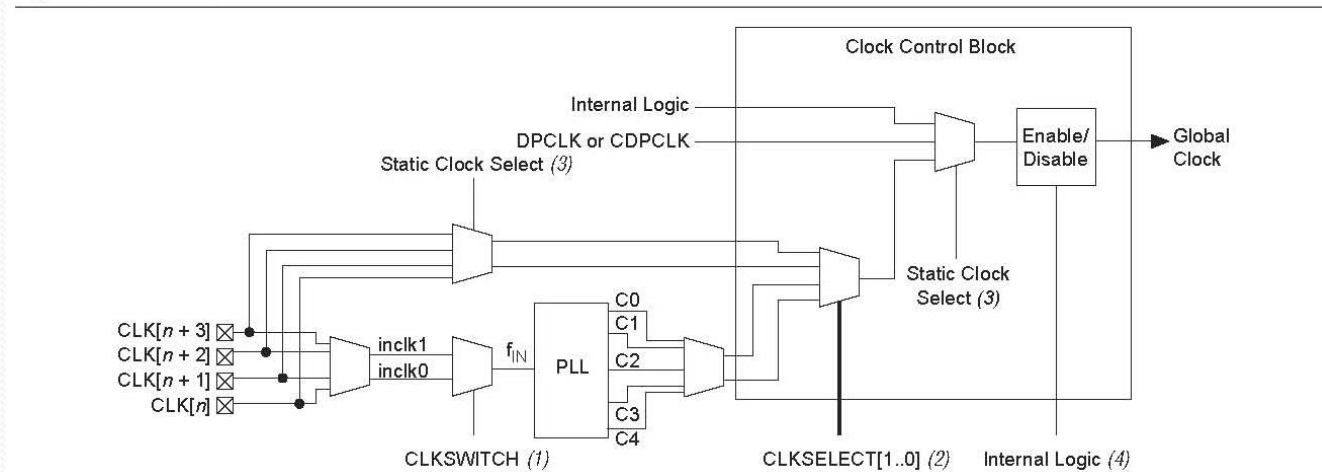 Clock Control Block
Internal Logic
DPCLK or CDPCLK
Static Clock Select (3)
Enable/
Disable
Global
Clock
Static Clock
Select (3)
CLK[n + 3]
CLK[n + 2]
CLK[n + 1]
CLK[n]
inclk1
inclk0
fIN
PLL
C0
C1
C2
C3
C4
CLKSWITCH (1)
CLKSELECT[1..0] (2)
Internal Logic (4)